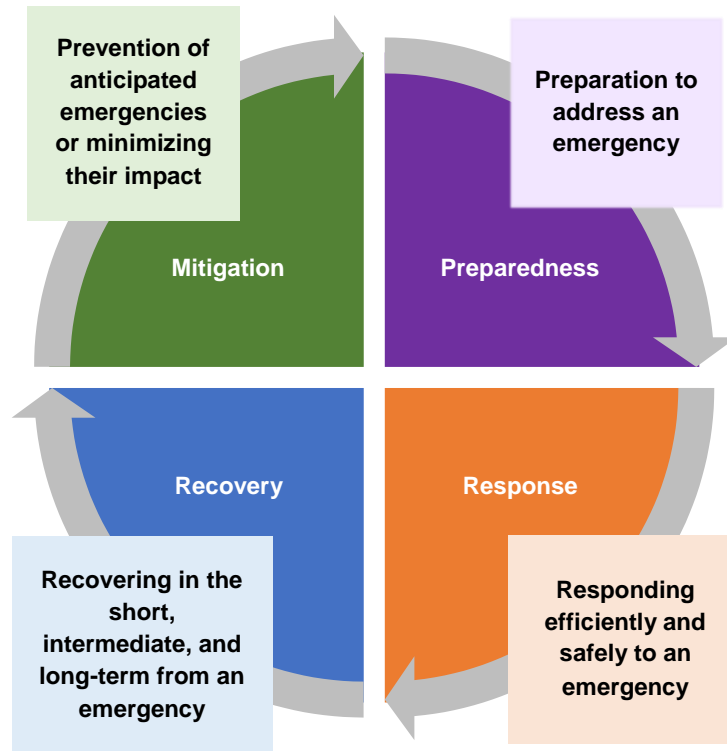 Prevention of
anticipated
emergencies
or minimizing
their impact
Mitigation
Preparation to
address an
emergency
Preparedness
Recovery
Recovering in the
short,
intermediate, and
long-term from an
emergency
Response
Responding
efficiently and
safely to an
emergency